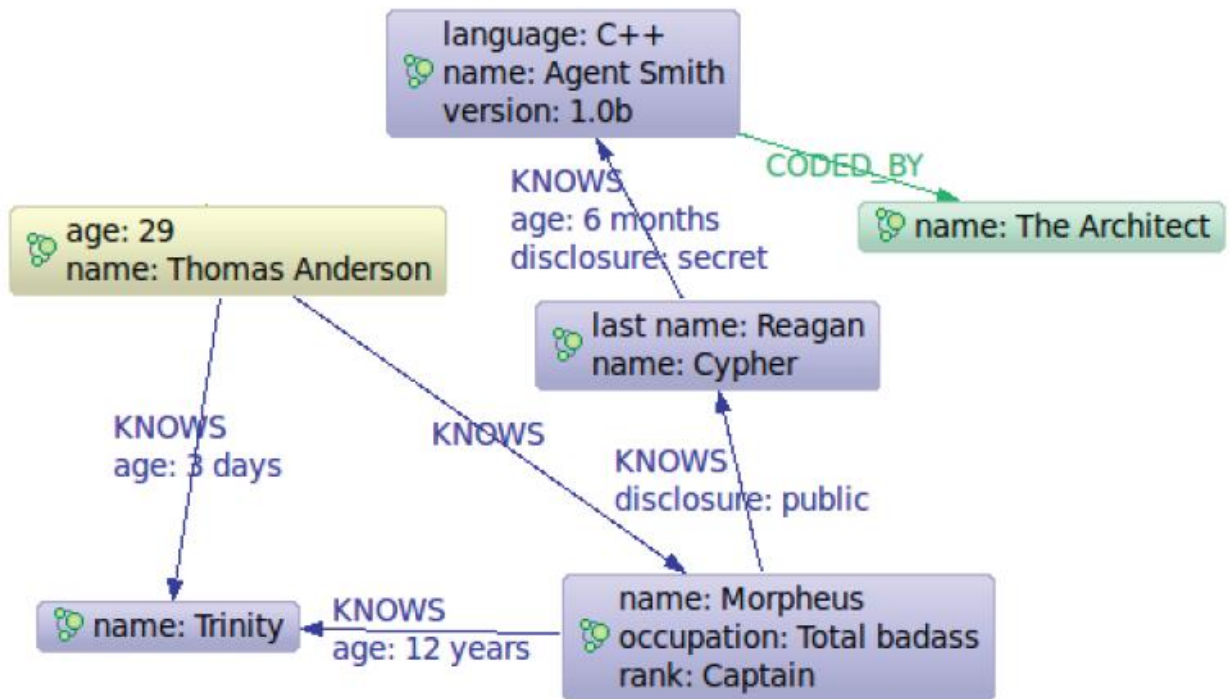 language: C++
name: Agent Smith
version: 1.0b
CODED_BY
KNOWS
age: 6 months
disclosure: secret
name: The Architect
age: 29
name: Thomas Anderson
last name: Reagan
name: Cypher
KNOWS
age: 3 days
KNOWS
KNOWS
disclosure: public
name: Trinity
KNOWS
age: 12 years
name: Morpheus
occupation: Total badass
rank: Captain